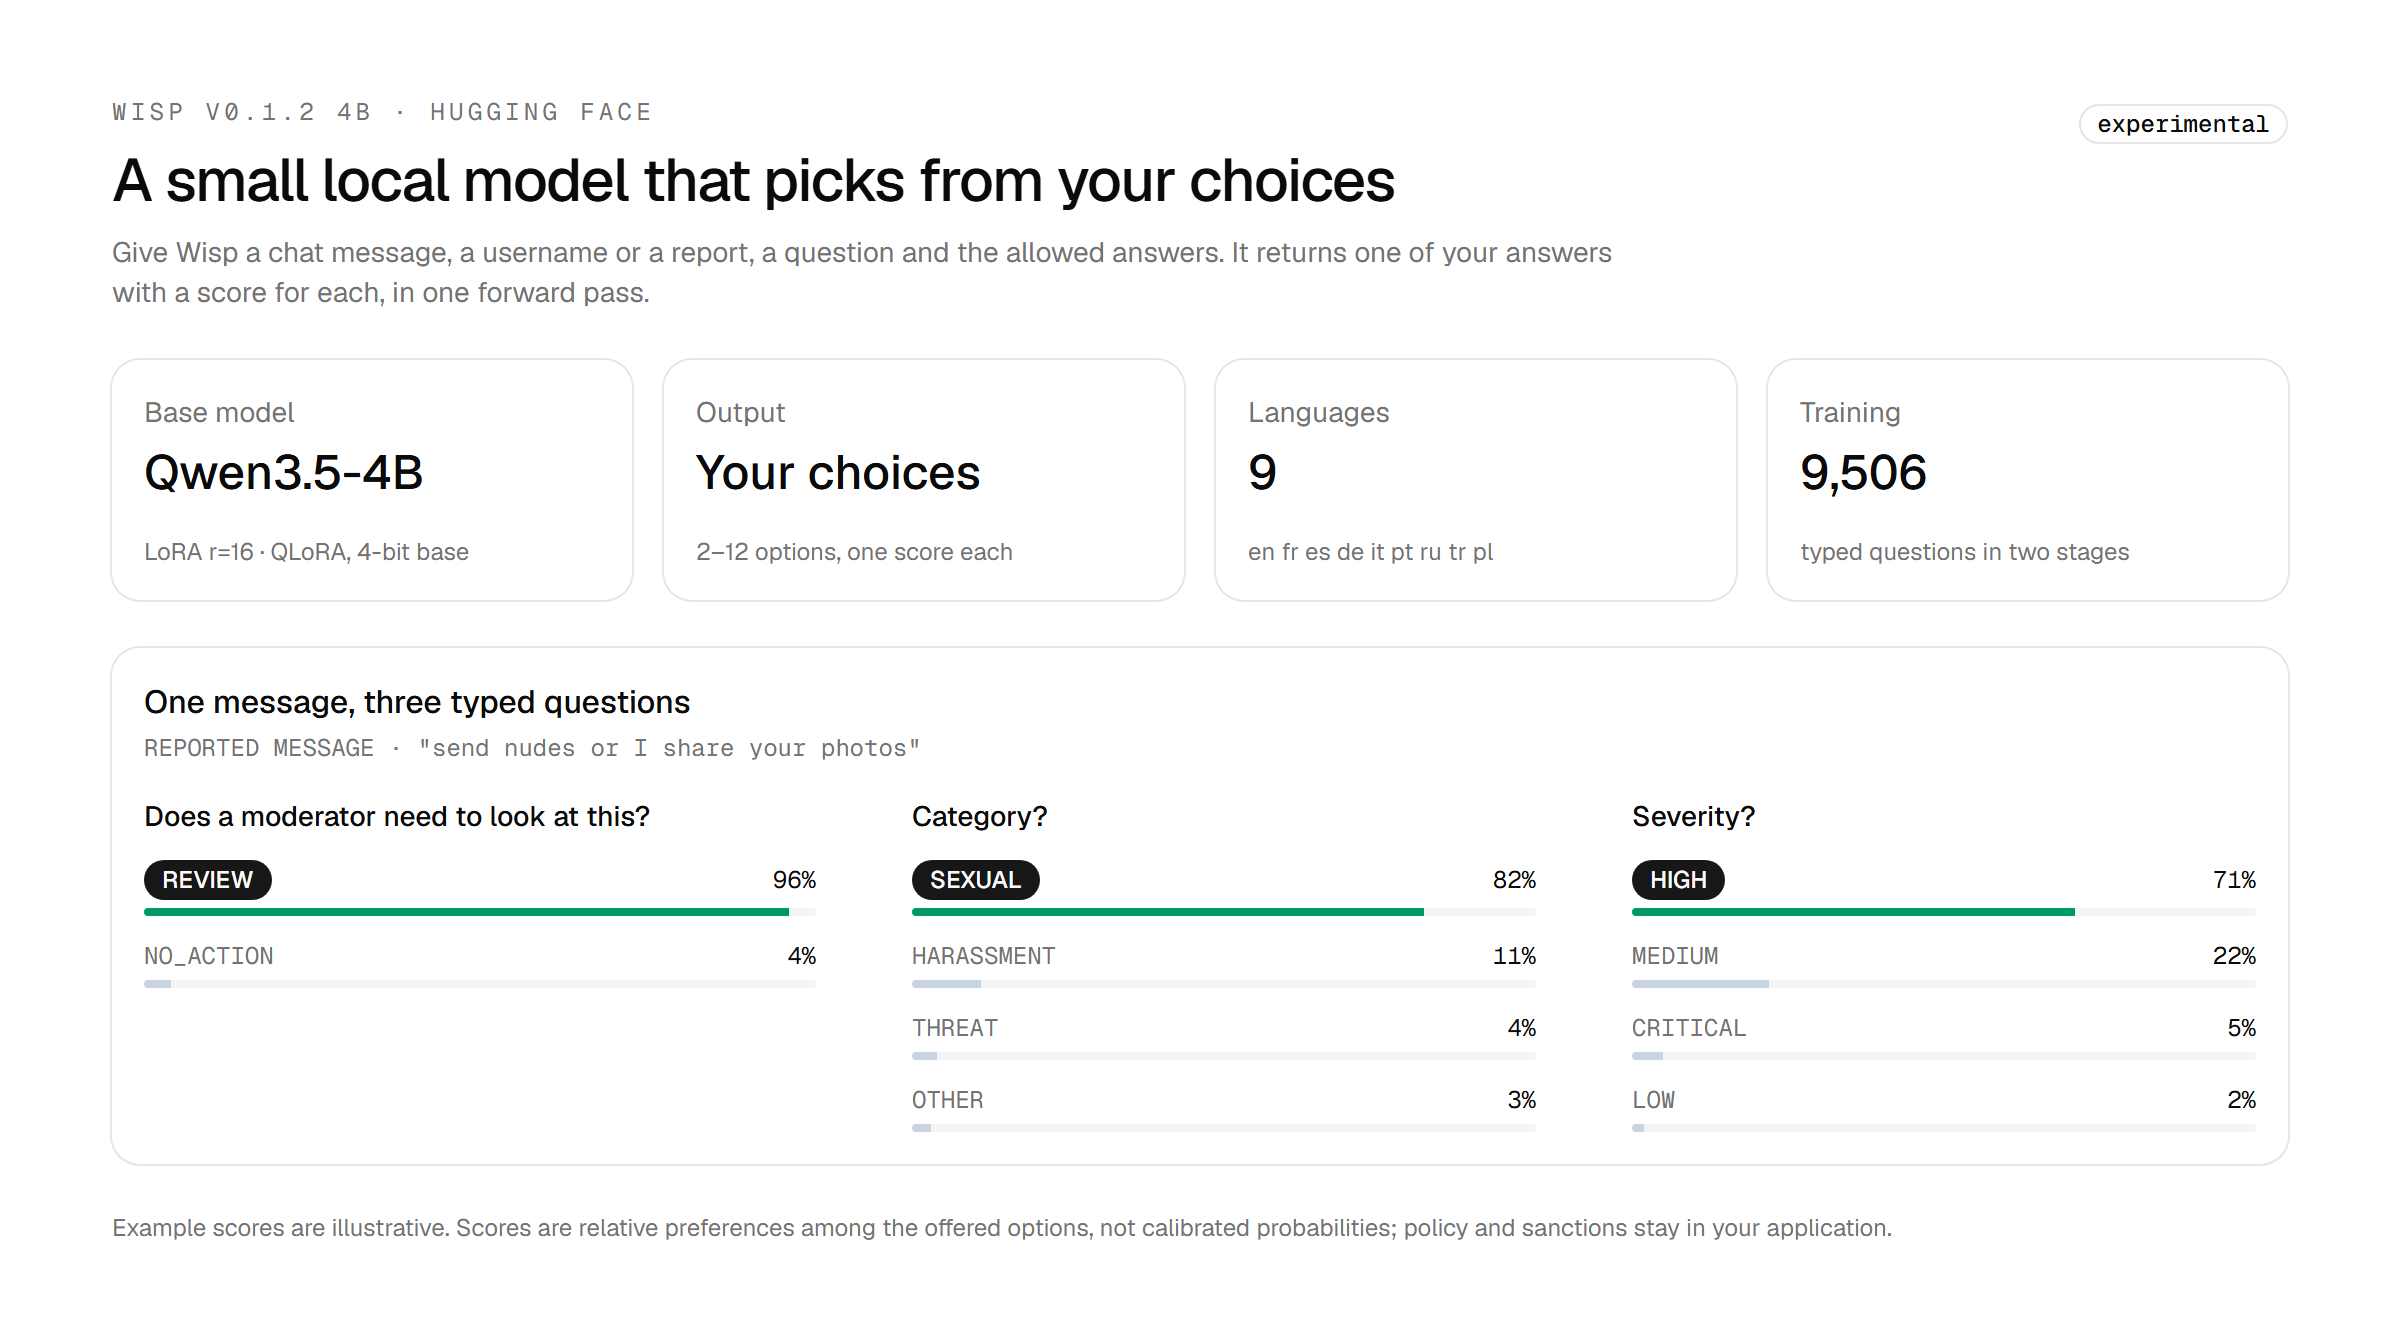 WISP V0.1.2 4B · HUGGING FACE
experimental
A small local model that picks from your choices
Give Wisp a chat message, a username or a report, a question and the allowed answers. It returns one of your answers
with a score for each, in one forward pass.
Base model
Qwen3.5-4B
LoRA r=16 · QLoRA, 4-bit base
Output
Your choices
2–12 options, one score each
Languages
9
en fr es de it pt ru tr pl
Training
9,506
typed questions in two stages
One message, three typed questions
REPORTED MESSAGE · "send nudes or I share your photos"
Does a moderator need to look at this?
REVIEW 96%
NO_ACTION 4%
Category?
SEXUAL 82%
HARASSMENT 11%
THREAT 4%
OTHER 3%
Severity?
HIGH 71%
MEDIUM 22%
CRITICAL 5%
LOW 2%
Example scores are illustrative. Scores are relative preferences among the offered options, not calibrated probabilities; policy and sanctions stay in your application.